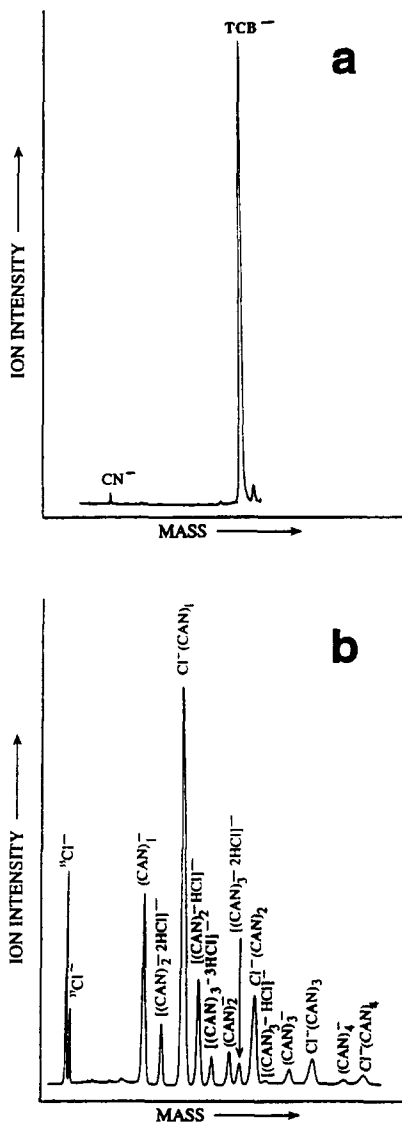 TCB⁻
a
ION INTENSITY
CN⁻
MASS
b
ION INTENSITY
³⁵Cl⁻
³⁷Cl⁻
(CAN)₁⁻
[(CAN)₂-2HCl]⁻
Cl⁻(CAN)₁
[(CAN)₂-HCl]⁻
[(CAN)₃-3HCl]⁻
(CAN)₂⁻
[(CAN)₃-2HCl]⁻
Cl⁻(CAN)₂
[(CAN)₃-HCl]⁻
(CAN)₃⁻
Cl⁻(CAN)₃
(CAN)₄⁻
Cl⁻(CAN)₄
MASS